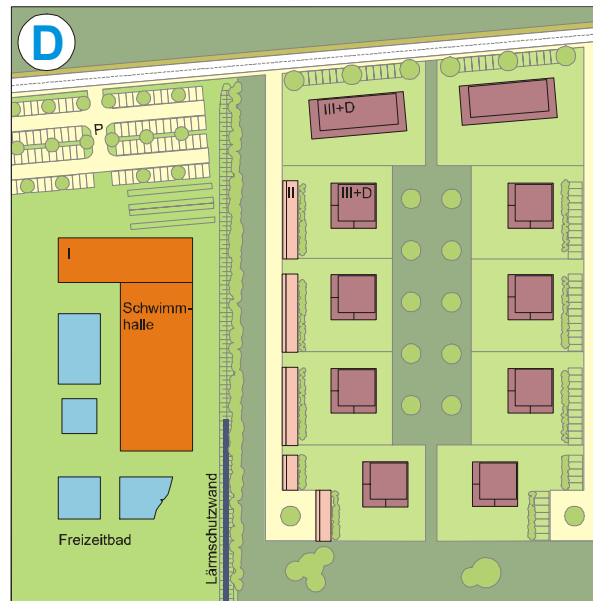 D
P
III+D
II
III+D
I
Schwimm-
halle
Lärmschutzwand
Freizeitbad